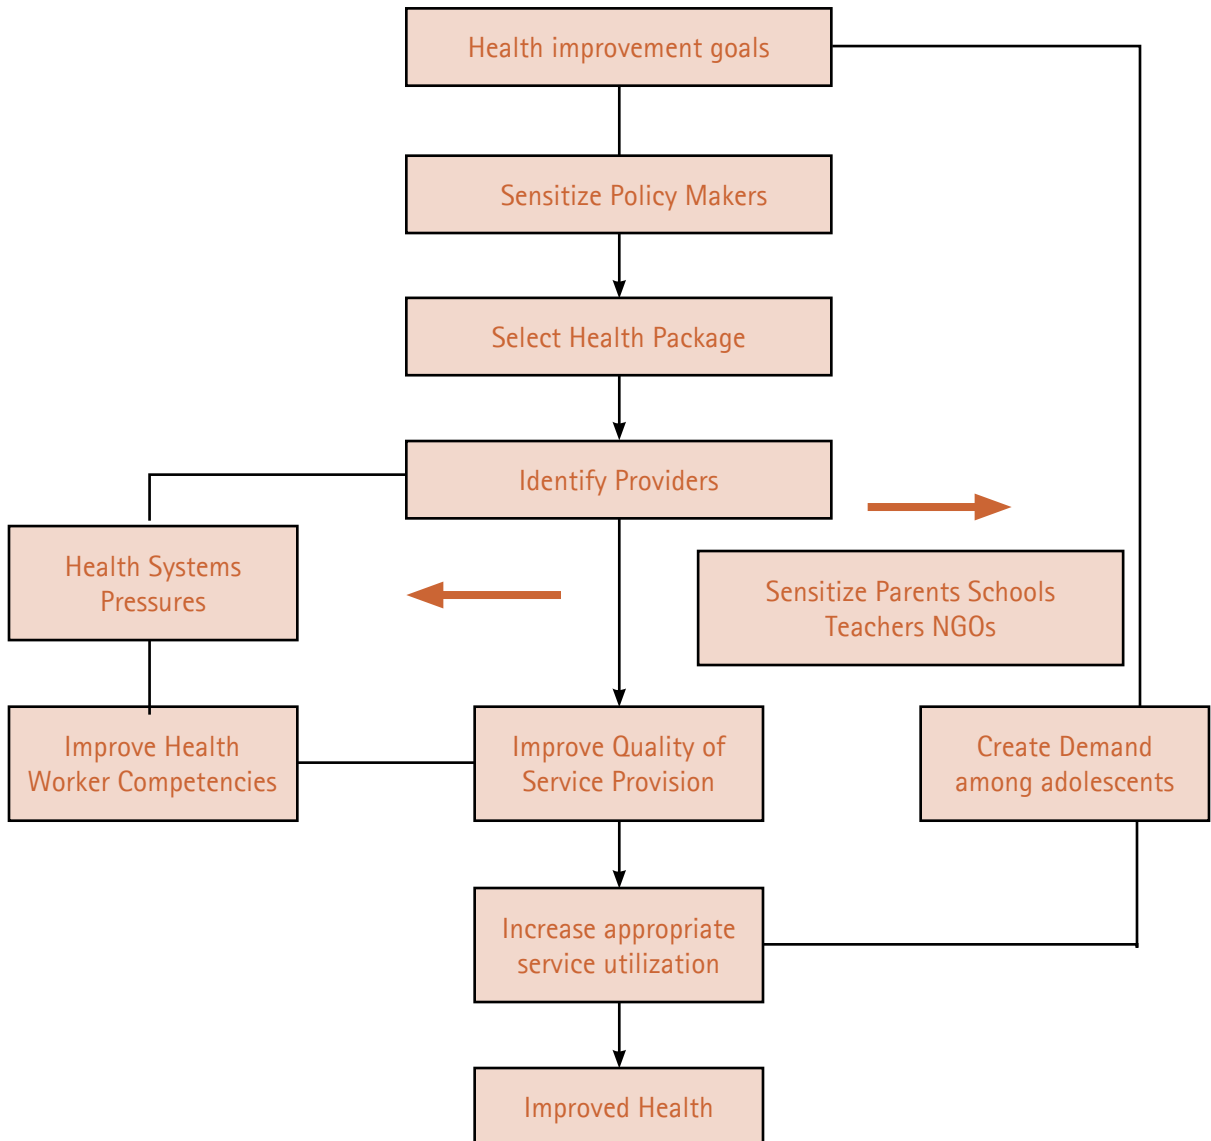 Health improvement goals
Sensitize Policy Makers
Select Health Package
Identify Providers
Health Systems
Pressures
Sensitize Parents Schools
Teachers NGOs
Improve Health
Worker Competencies
Improve Quality of
Service Provision
Create Demand
among adolescents
Increase appropriate
service utilization
Improved Health